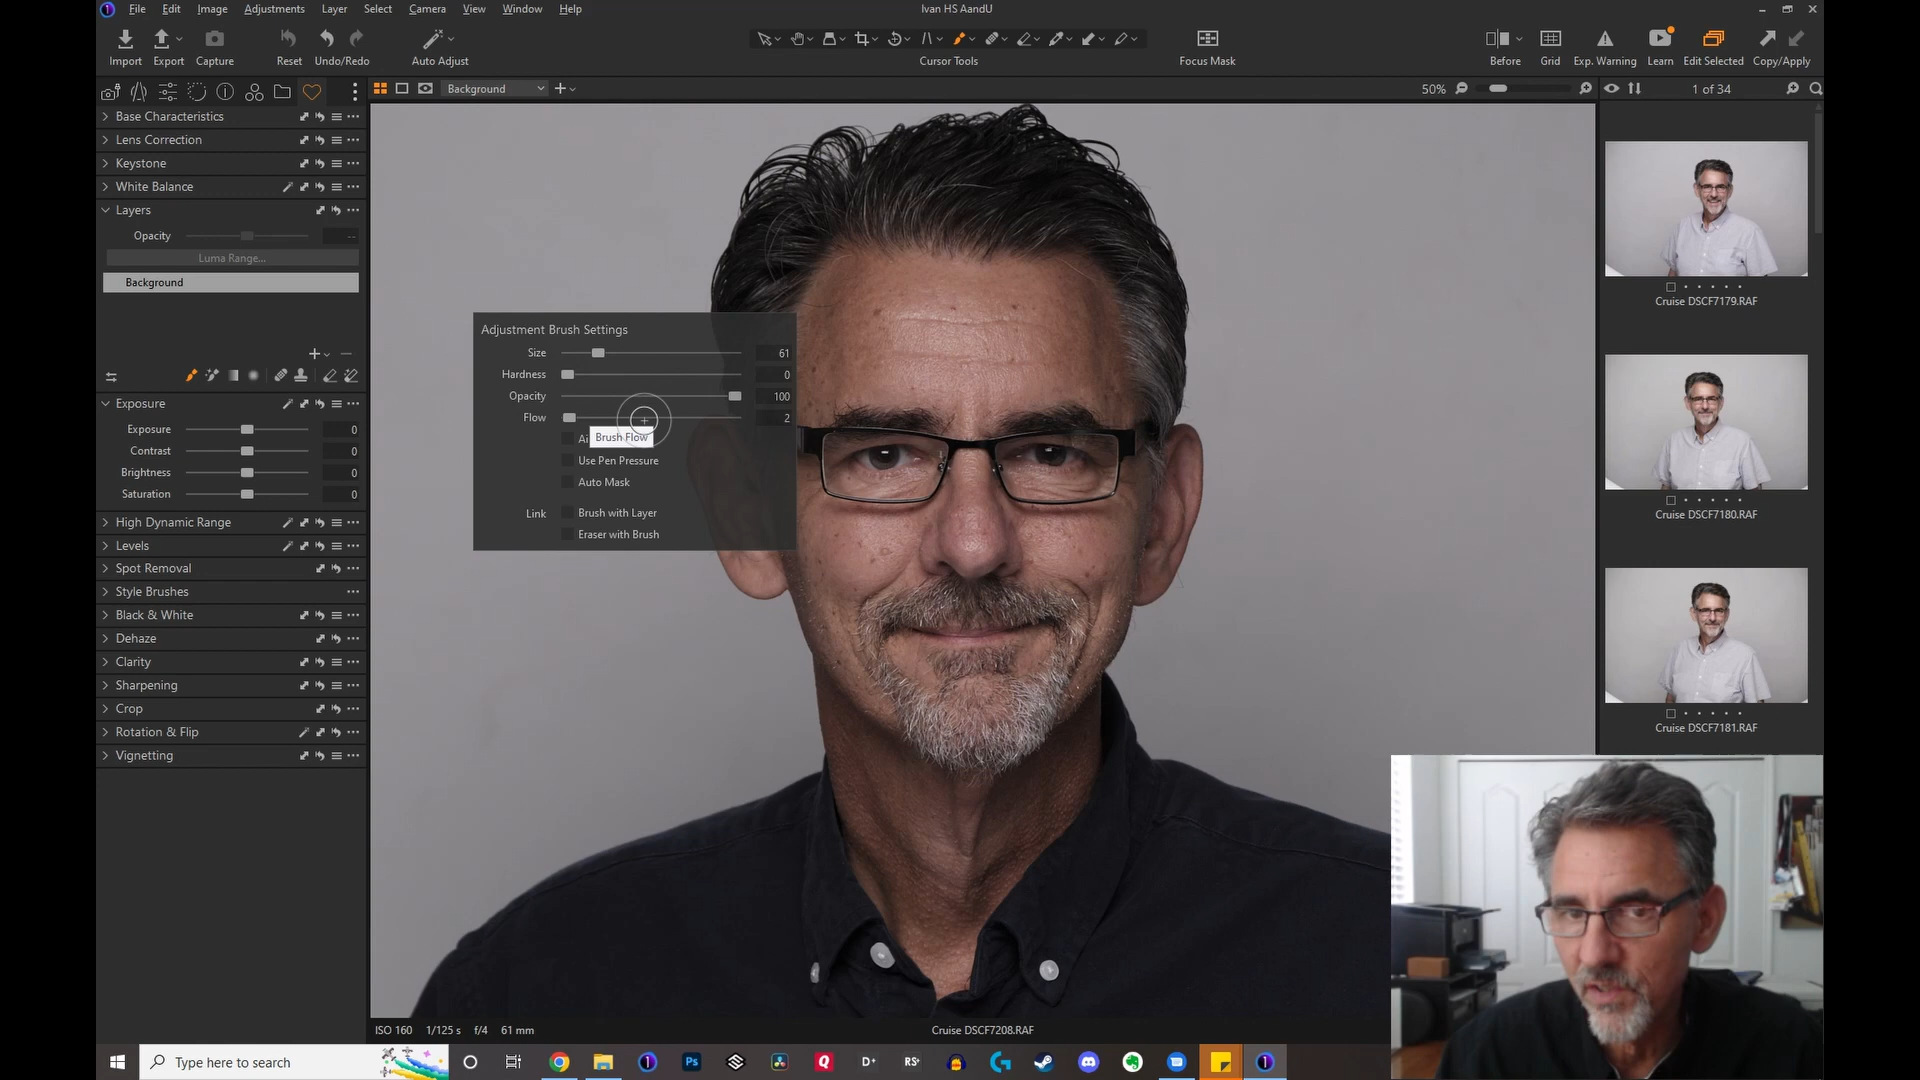 File Edit Image Adjustments Layer Select Camera View Window Help
Ivan HS AandU
Import Export Capture Reset Undo/Redo Auto Adjust Cursor Tools Focus Mask Before Grid Exp. Warning Learn Edit Selected Copy/Apply
Background
50%
1 of 34
Base Characteristics
Lens Correction
Keystone
White Balance
Layers
Opacity --
Luma Range...
Background
Exposure
Exposure 0
Contrast 0
Brightness 0
Saturation 0
High Dynamic Range
Levels
Spot Removal
Style Brushes
Black & White
Dehaze
Clarity
Sharpening
Crop
Rotation & Flip
Vignetting
Adjustment Brush Settings
Size 61
Hardness 0
Opacity 100
Flow 2
Ai
Brush Flow
Use Pen Pressure
Auto Mask
Link Brush with Layer
Eraser with Brush
Cruise DSCF7179.RAF
Cruise DSCF7180.RAF
Cruise DSCF7181.RAF
ISO 160 1/125 s f/4 61 mm
Cruise DSCF7208.RAF
Type here to search
Ps
Q
D+
RS+